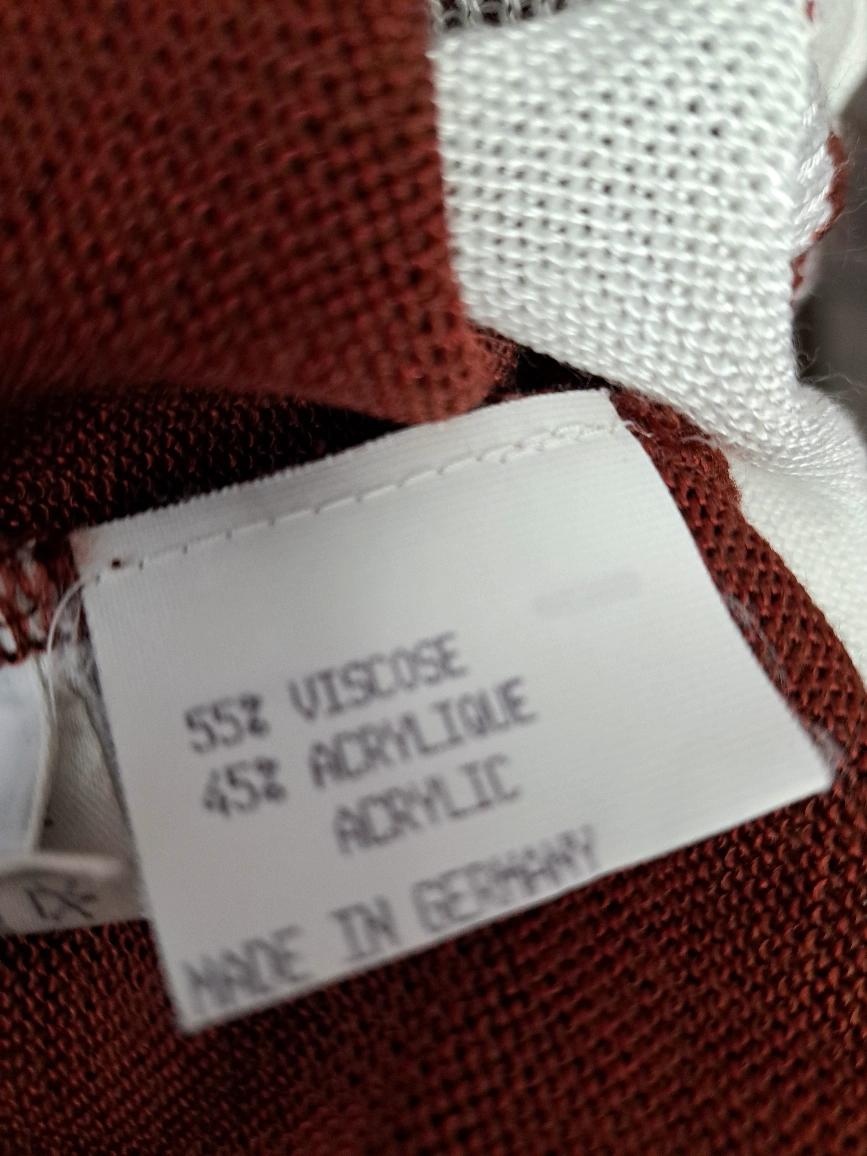 55% VISCOSE
45% ACRYLIQUE
ACRYLIC
MADE IN GERMANY